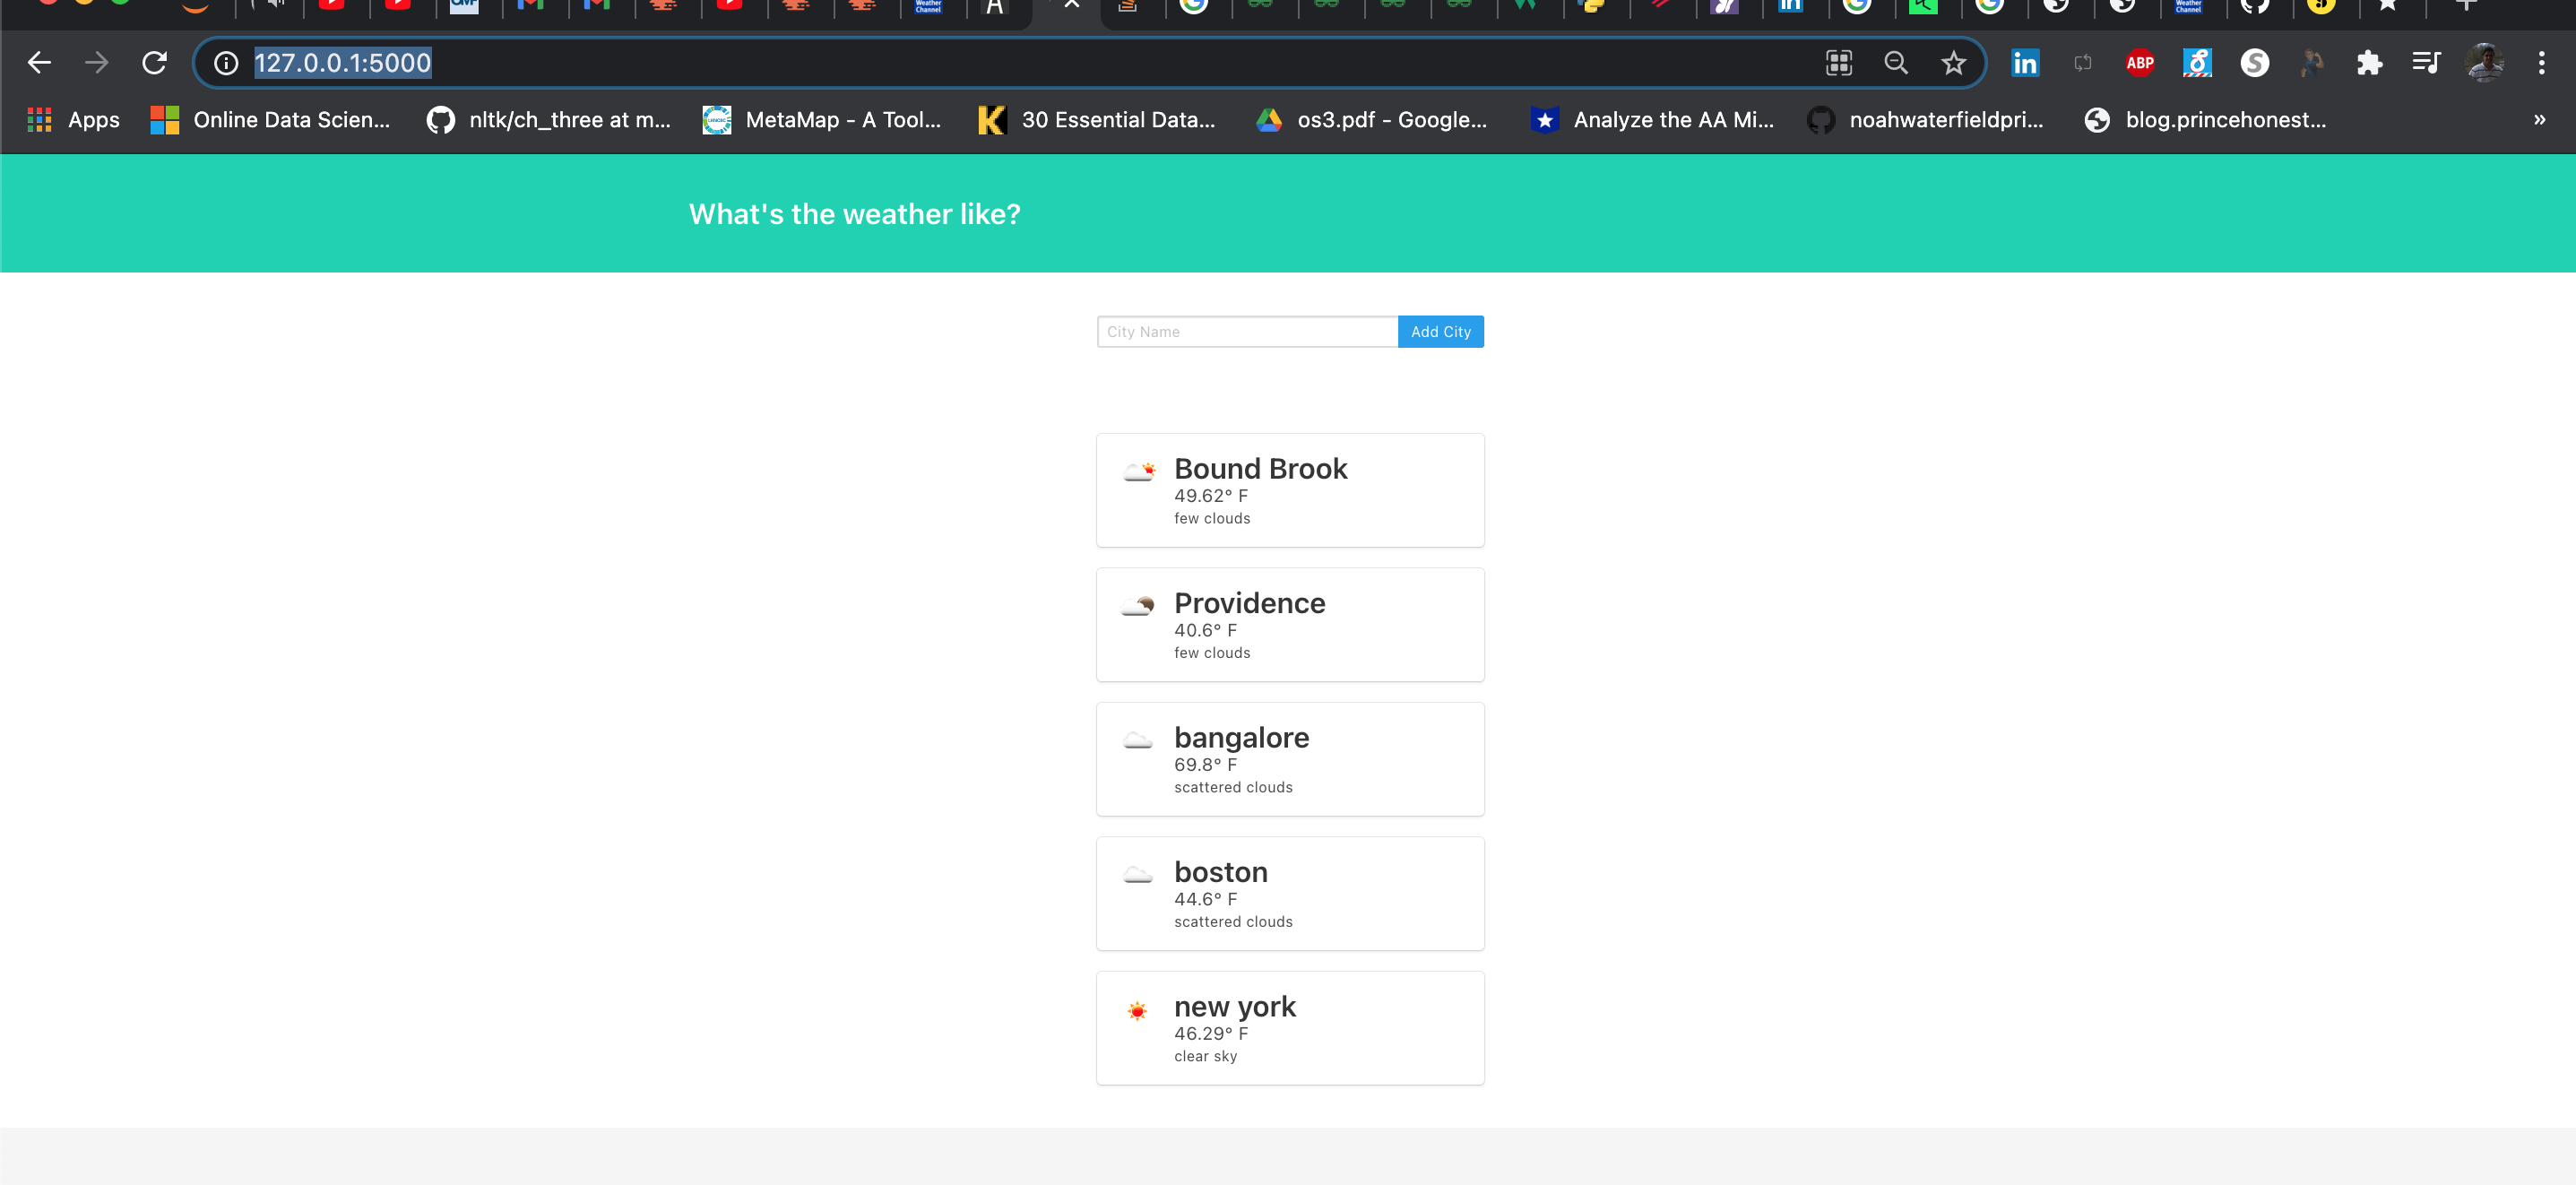 127.0.0.1:5000
ABP
Apps
Online Data Scien...
nltk/ch_three at m...
MetaMap - A Tool...
30 Essential Data...
os3.pdf - Google...
Analyze the AA Mi...
noahwaterfieldpri...
blog.princehonest...
»
What's the weather like?
City Name
Add City
Bound Brook
49.62° F
few clouds
Providence
40.6° F
few clouds
bangalore
69.8° F
scattered clouds
boston
44.6° F
scattered clouds
new york
46.29° F
clear sky